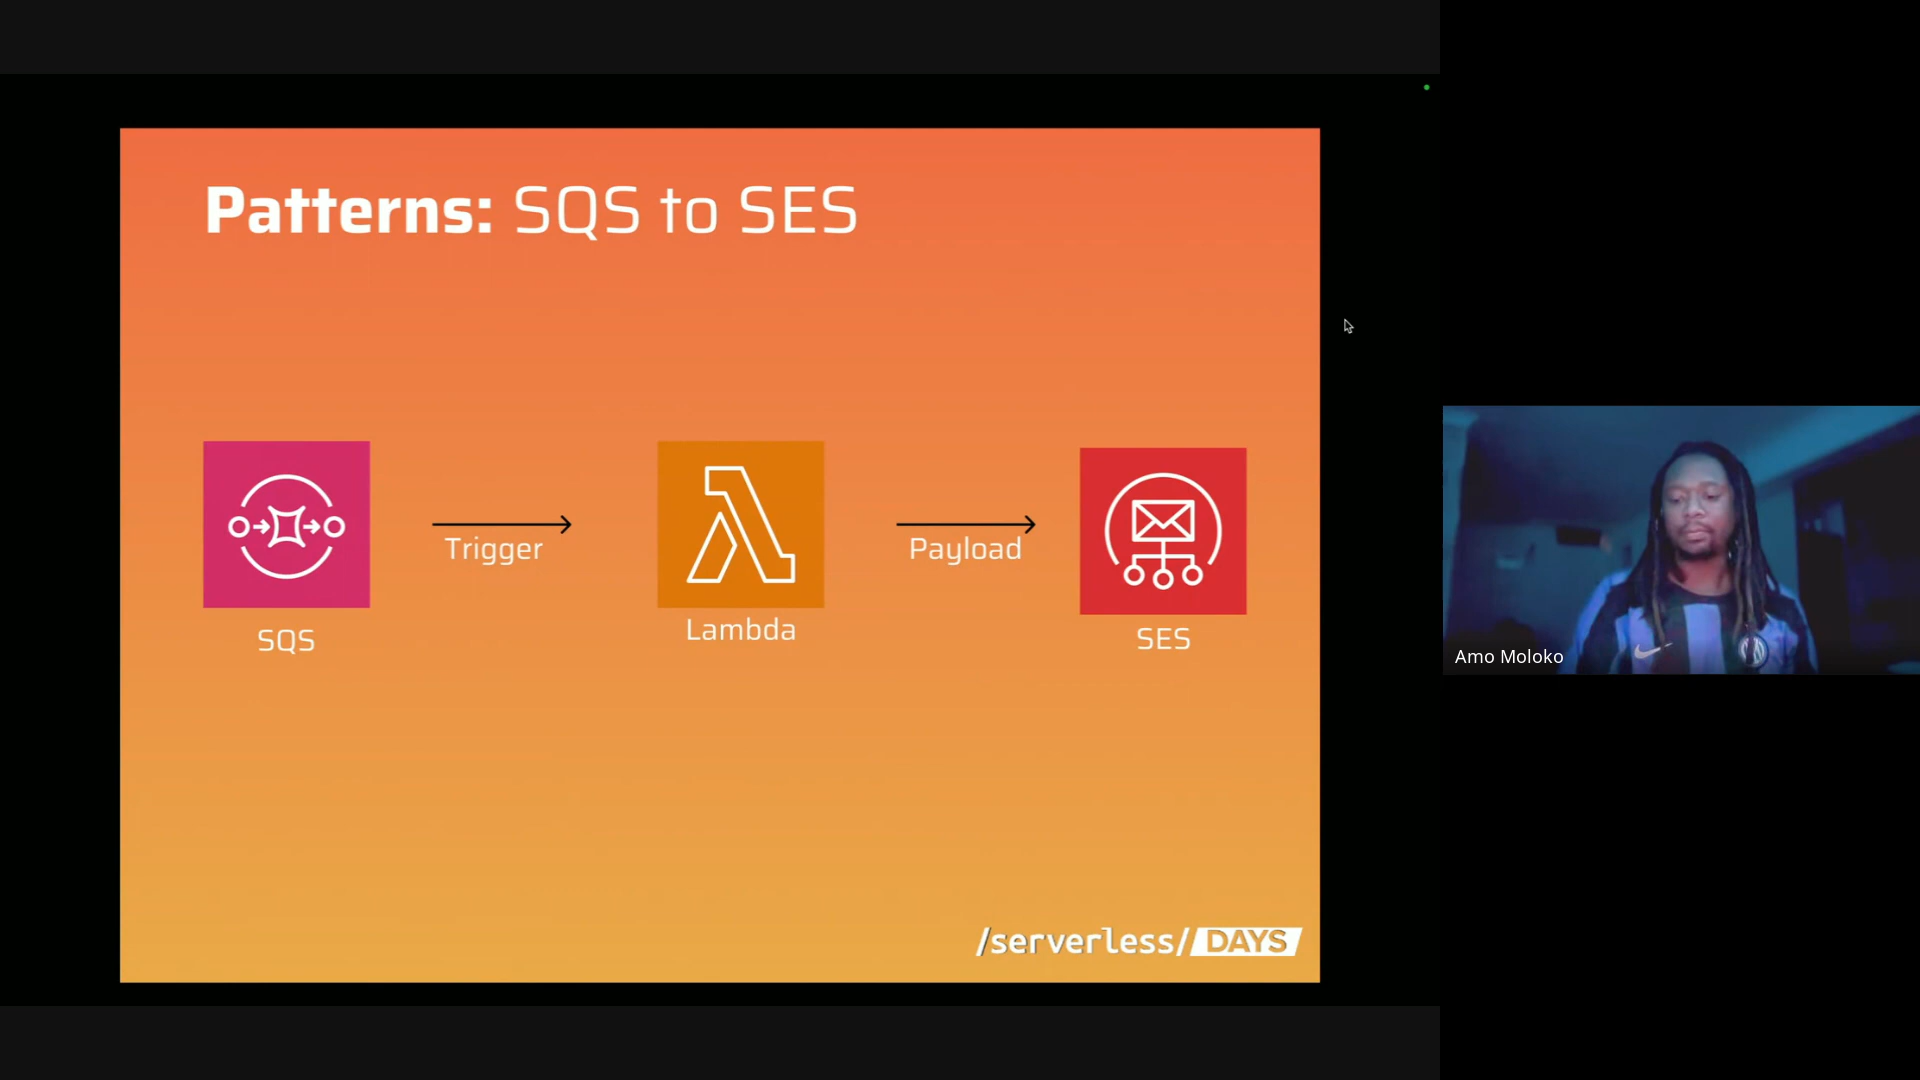 Patterns: SQS to SES
Trigger
Payload
SQS
Lambda
SES
/serverless//DAYS
Amo Moloko